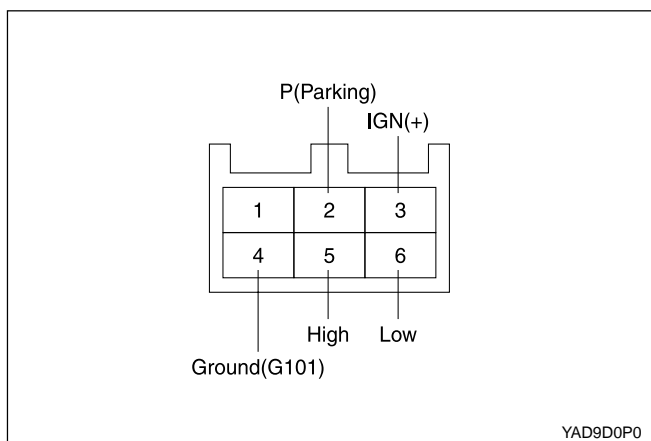 P(Parking)
IGN(+)
1 2 3
4 5 6
High Low
Ground(G101)
YAD9D0P0